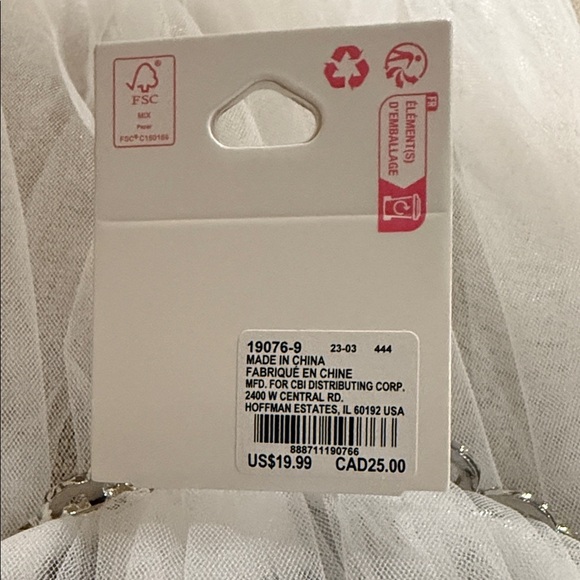 FSC
MIX
Paper
FSC® C160166
FR
ÉLÉMENT(S)
D'EMBALLAGE
19076-9 23-03 444
MADE IN CHINA
FABRIQUÉ EN CHINE
MFD. FOR CBI DISTRIBUTING CORP.
2400 W CENTRAL RD.
HOFFMAN ESTATES, IL 60192 USA
888711190766
US$19.99 CAD25.00